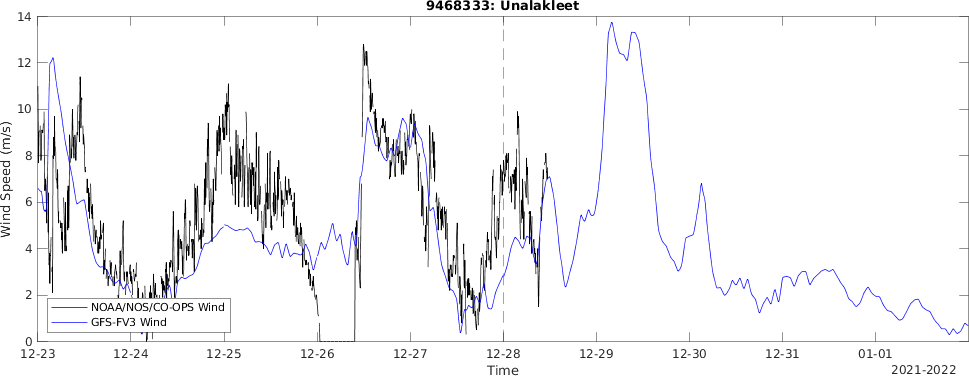 9468333: Unalakleet
14
12
10
8
6
4
2
0
Wind Speed (m/s)
NOAA/NOS/CO-OPS Wind
GFS-FV3 Wind
12-23 12-24 12-25 12-26 12-27 12-28 12-29 12-30 12-31 01-01
Time
2021-2022